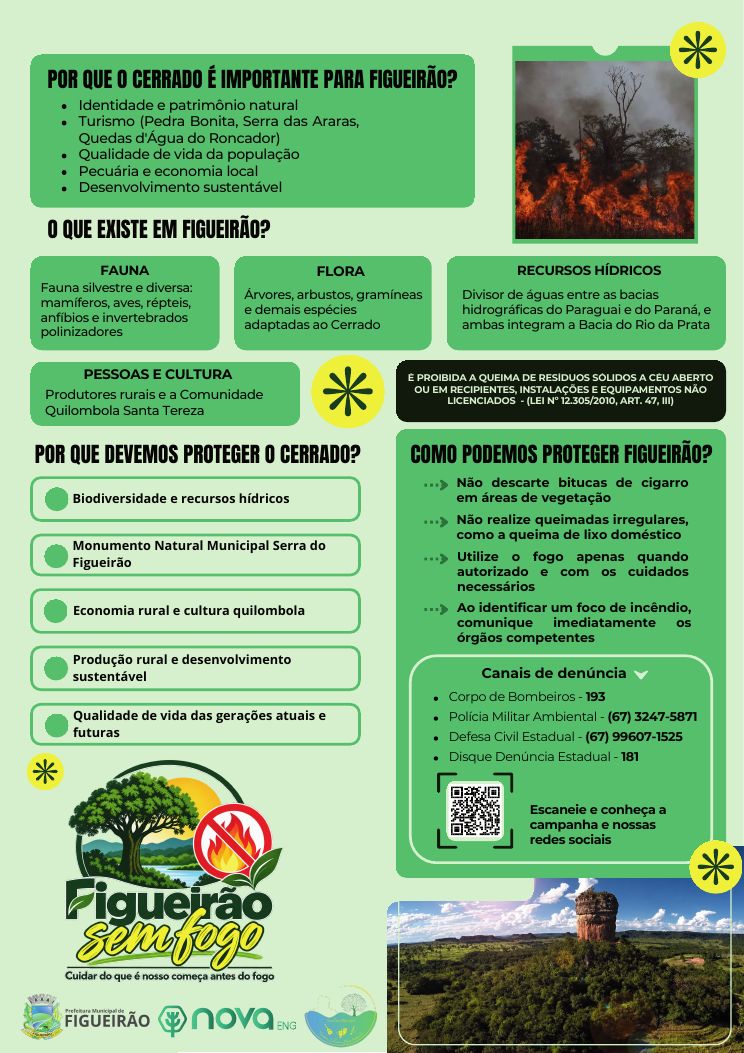 POR QUE O CERRADO É IMPORTANTE PARA FIGUEIRÃO?
• Identidade e patrimônio natural
• Turismo (Pedra Bonita, Serra das Araras,
Quedas d'Água do Roncador)
• Qualidade de vida da população
• Pecuária e economia local
• Desenvolvimento sustentável
O QUE EXISTE EM FIGUEIRÃO?
FAUNA
Fauna silvestre e diversa:
mamíferos, aves, répteis,
anfíbios e invertebrados
polinizadores
FLORA
Árvores, arbustos, gramíneas
e demais espécies
adaptadas ao Cerrado
RECURSOS HÍDRICOS
Divisor de águas entre as bacias
hidrográficas do Paraguai e do Paraná, e
ambas integram a Bacia do Rio da Prata
PESSOAS E CULTURA
Produtores rurais e a Comunidade
Quilombola Santa Tereza
É PROIBIDA A QUEIMA DE RESÍDUOS SÓLIDOS A CÉU ABERTO
OU EM RECIPIENTES, INSTALAÇÕES E EQUIPAMENTOS NÃO
LICENCIADOS - (LEI Nº 12.305/2010, ART. 47, III)
POR QUE DEVEMOS PROTEGER O CERRADO?
Biodiversidade e recursos hídricos
Monumento Natural Municipal Serra do
Figueirão
Economia rural e cultura quilombola
Produção rural e desenvolvimento
sustentável
Qualidade de vida das gerações atuais e
futuras
COMO PODEMOS PROTEGER FIGUEIRÃO?
Não descarte bitucas de cigarro
em áreas de vegetação
Não realize queimadas irregulares,
como a queima de lixo doméstico
Utilize o fogo apenas quando
autorizado e com os cuidados
necessários
Ao identificar um foco de incêndio,
comunique imediatamente os
órgãos competentes
Canais de denúncia
• Corpo de Bombeiros - 193
• Polícia Militar Ambiental - (67) 3247-5871
• Defesa Civil Estadual - (67) 99607-1525
• Disque Denúncia Estadual - 181
Escaneie e conheça a
campanha e nossas
redes sociais
Figueirão
sem fogo
Cuidar do que é nosso começa antes do fogo
Prefeitura Municipal de
FIGUEIRÃO
nova ENG